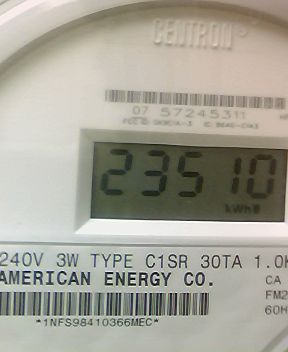 CENTRON®
07 57245311
23510
kWh
240V 3W TYPE C1SR 30TA 1.0K
AMERICAN ENERGY CO.
CA
FM2
60H
*1NFS98410366MEC*